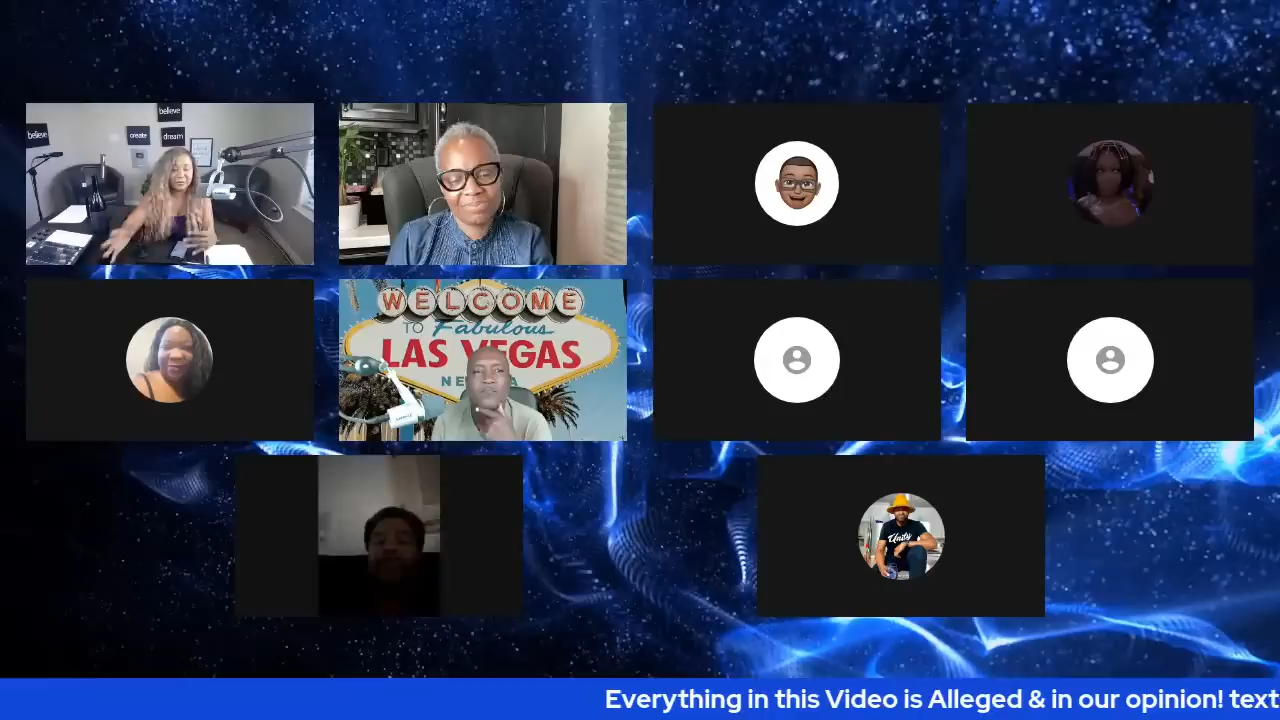 believe
believe
create
dream
WELCOME
TO Fabulous
LAS VEGAS
Unity
Everything in this Video is Alleged & in our opinion! text